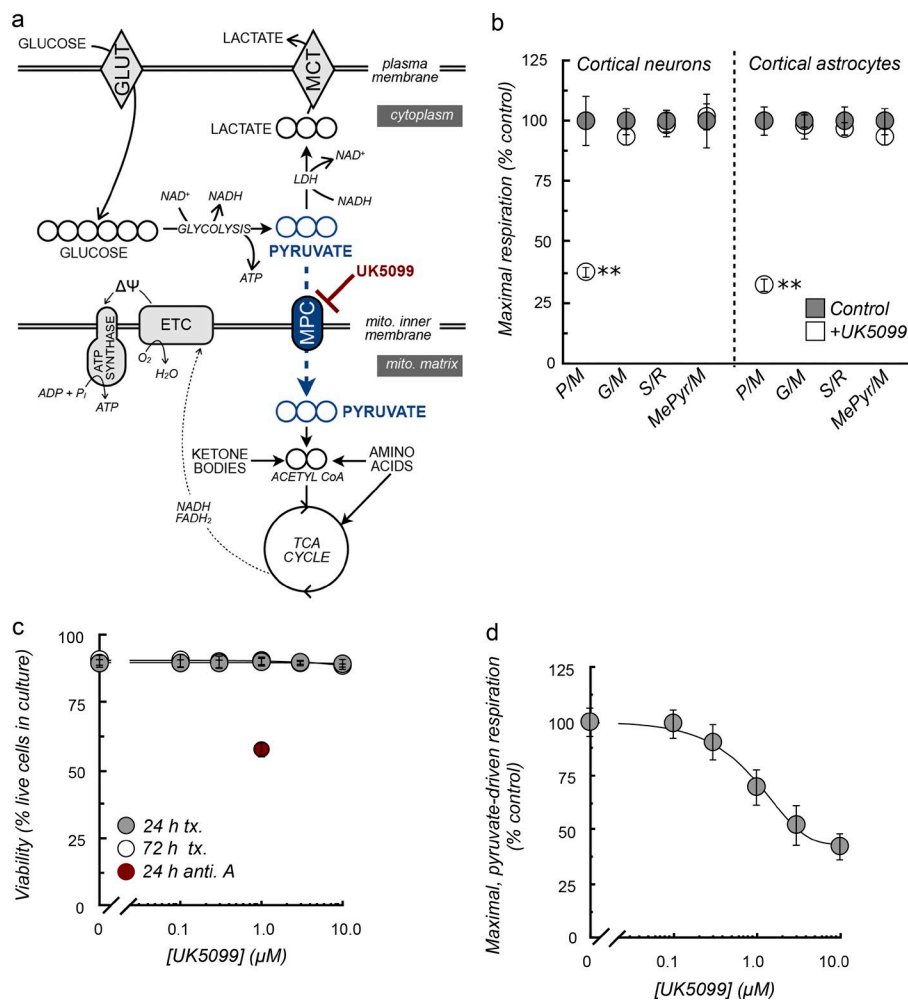 a
GLUCOSE
LACTATE
GLUT
MCT
plasma
membrane
cytoplasm
LACTATE
NAD⁺
LDH
NADH
NAD⁺
NADH
GLYCOLYSIS
ATP
GLUCOSE
PYRUVATE
UK5099
ΔΨ
ETC
ATP
SYNTHASE
O₂
H₂O
ADP + Pᵢ
ATP
MPC
mito. inner
membrane
mito. matrix
PYRUVATE
KETONE
BODIES
ACETYL CoA
AMINO
ACIDS
NADH
FADH₂
TCA
CYCLE
b
Maximal respiration (% control)
125
100
75
50
25
0
Cortical neurons
Cortical astrocytes
**
**
Control
+UK5099
P/M
G/M
S/R
MePyr/M
P/M
G/M
S/R
MePyr/M
c
Viability (% live cells in culture)
100
75
50
25
0
24 h tx.
72 h tx.
24 h anti. A
0
0.1
1.0
10.0
[UK5099] (µM)
d
Maximal, pyruvate-driven respiration
(% control)
125
100
75
50
25
0
0
0.1
1.0
10.0
[UK5099] (µM)